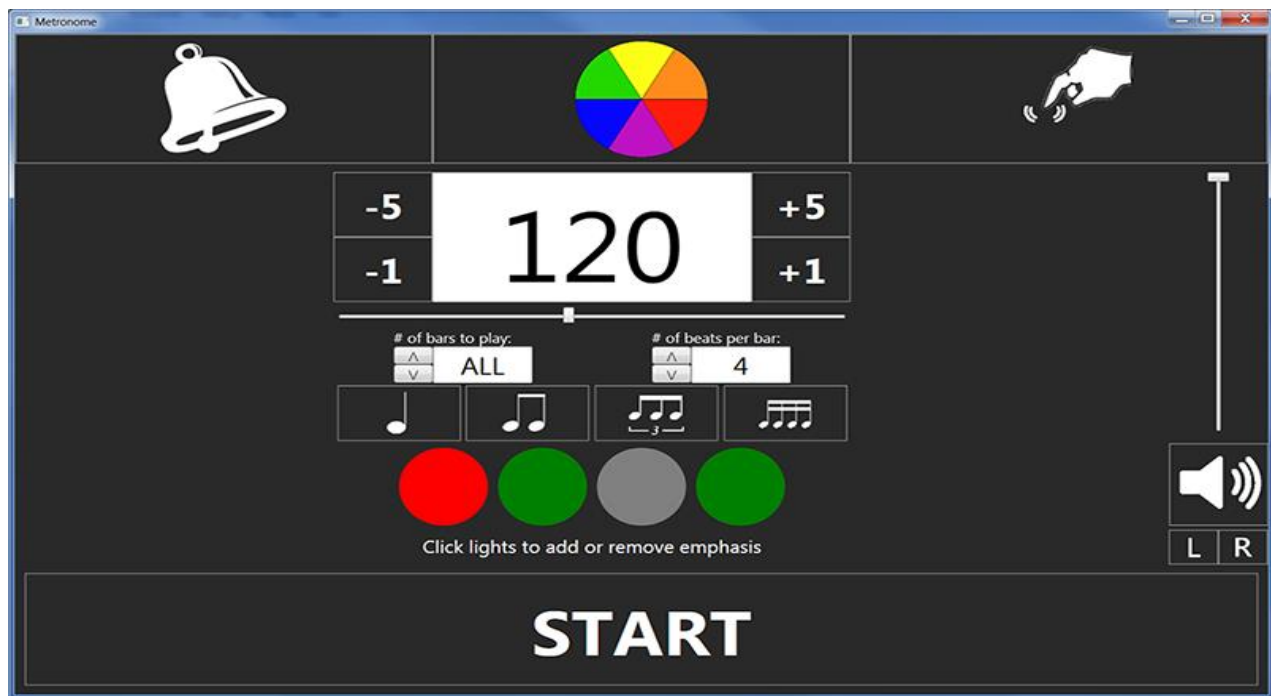 Metronome
-5
120
+5
-1
+1
# of bars to play:
# of beats per bar:
ALL
4
3
Click lights to add or remove emphasis
L R
START